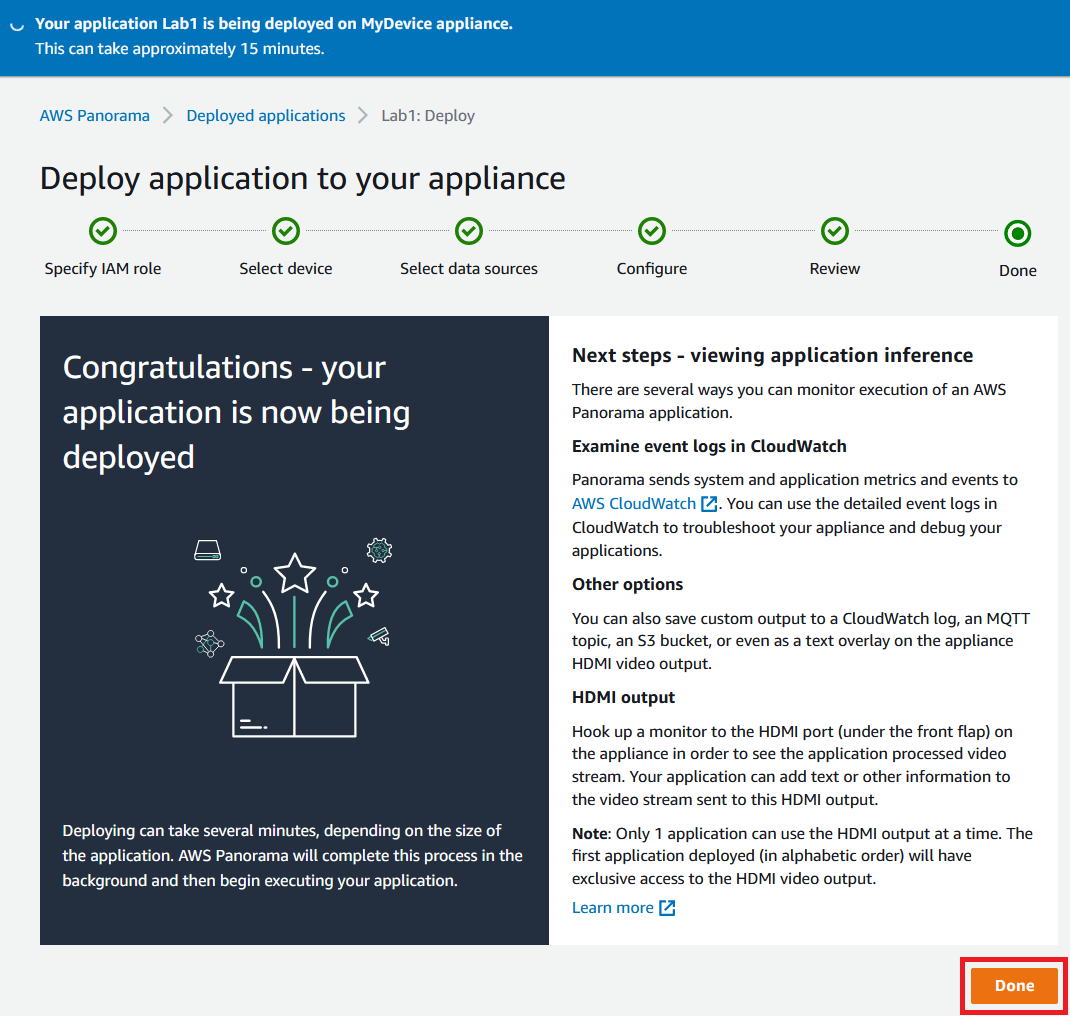 Your application Lab1 is being deployed on MyDevice appliance.
This can take approximately 15 minutes.
AWS Panorama > Deployed applications > Lab1: Deploy
Deploy application to your appliance
Specify IAM role
Select device
Select data sources
Configure
Review
Done
Congratulations - your
application is now being
deployed
Deploying can take several minutes, depending on the size of
the application. AWS Panorama will complete this process in the
background and then begin executing your application.
Next steps - viewing application inference
There are several ways you can monitor execution of an AWS
Panorama application.
Examine event logs in CloudWatch
Panorama sends system and application metrics and events to
AWS CloudWatch. You can use the detailed event logs in
CloudWatch to troubleshoot your appliance and debug your
applications.
Other options
You can also save custom output to a CloudWatch log, an MQTT
topic, an S3 bucket, or even as a text overlay on the appliance
HDMI video output.
HDMI output
Hook up a monitor to the HDMI port (under the front flap) on
the appliance in order to see the application processed video
stream. Your application can add text or other information to
the video stream sent to this HDMI output.
Note: Only 1 application can use the HDMI output at a time. The
first application deployed (in alphabetic order) will have
exclusive access to the HDMI video output.
Learn more
Done